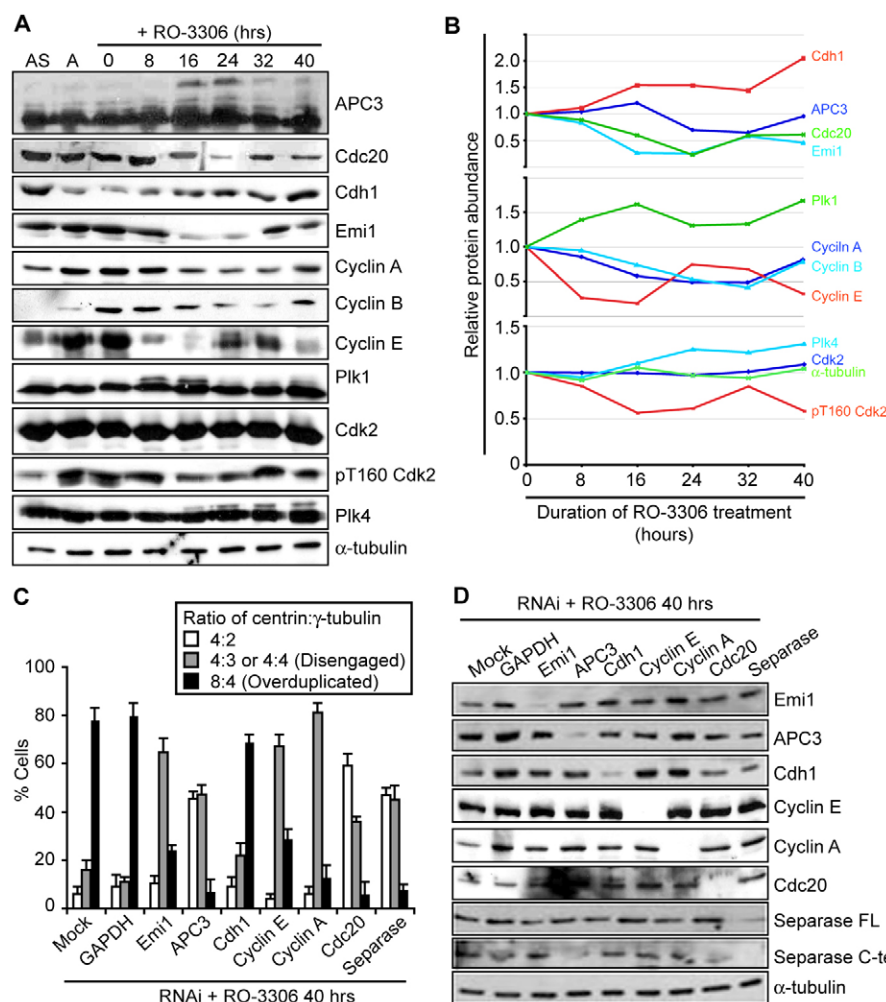 A
+ RO-3306 (hrs)
AS A 0 8 16 24 32 40
APC3
Cdc20
Cdh1
Emi1
Cyclin A
Cyclin B
Cyclin E
Plk1
Cdk2
pT160 Cdk2
Plk4
α-tubulin
B
Relative protein abundance
2.0
1.5
1.0
0.5
Cdh1
APC3
Cdc20
Emi1
1.5
1.0
0.5
Plk1
Cyciln A
Cyclin B
Cyclin E
1.5
1.0
0.5
0
Plk4
Cdk2
α-tubulin
pT160 Cdk2
0 8 16 24 32 40
Duration of RO-3306 treatment
(hours)
C
Ratio of centrin:γ-tubulin
4:2
4:3 or 4:4 (Disengaged)
8:4 (Overduplicated)
% Cells
100
80
60
40
20
0
Mock GAPDH Emi1 APC3 Cdh1 Cyclin E Cyclin A Cdc20 Separase
RNAi + RO-3306 40 hrs
D
RNAi + RO-3306 40 hrs
Mock GAPDH Emi1 APC3 Cdh1 Cyclin E Cyclin A Cdc20 Separase
Emi1
APC3
Cdh1
Cyclin E
Cyclin A
Cdc20
Separase FL
Separase C-te
α-tubulin